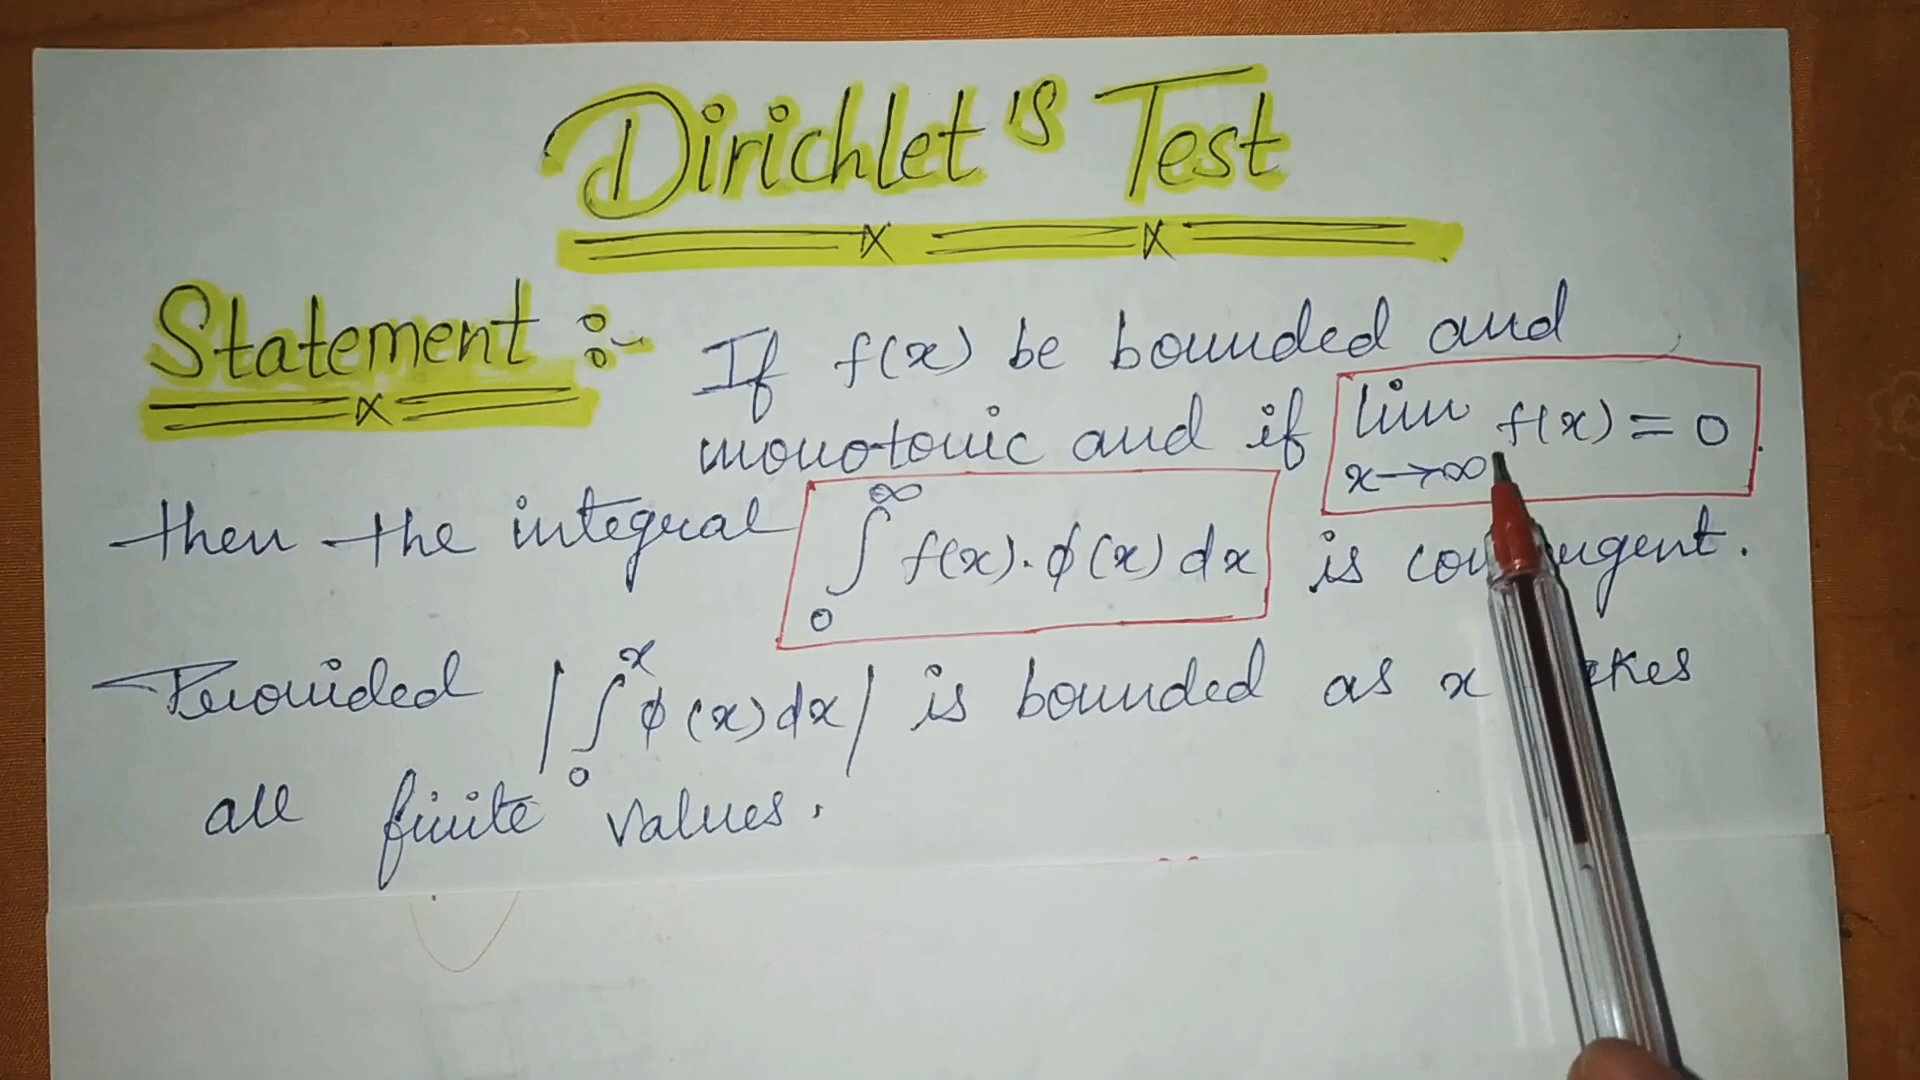 Dirichlet's Test
Statement :- If f(x) be bounded and
monotonic and if lim x→∞ f(x) = 0.
then the integral ∫₀^∞ f(x).ϕ(x) dx is convergent.
Provided |∫₀^x ϕ(x) dx| is bounded as x takes
all finite values.